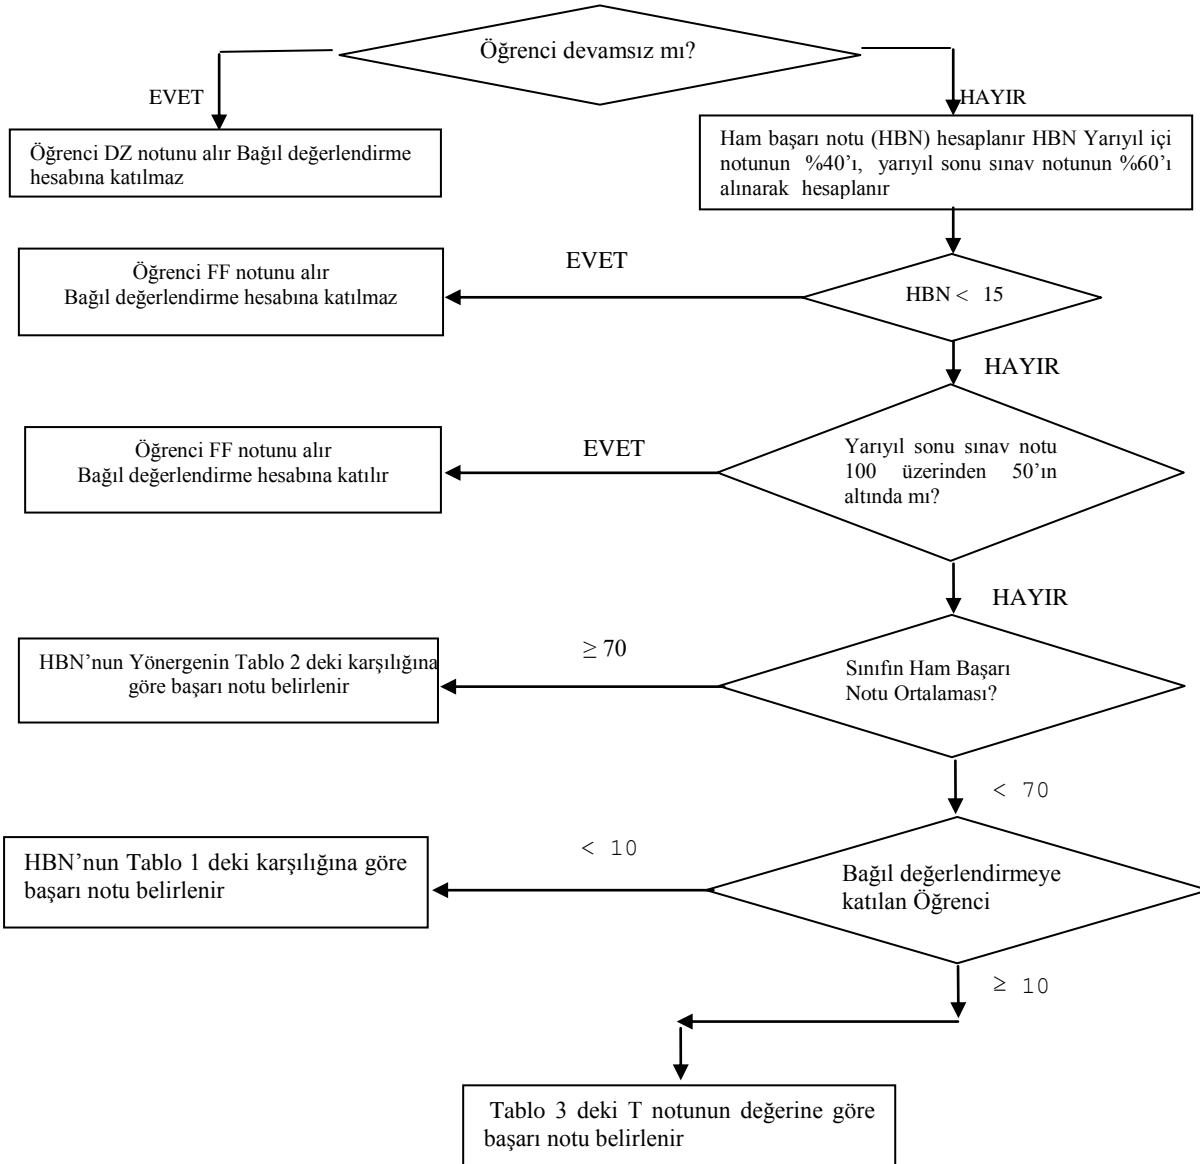 Öğrenci devamsız mı?
EVET
HAYIR
Öğrenci DZ notunu alır Bağıl değerlendirme
hesabına katılmaz
Ham başarı notu (HBN) hesaplanır HBN Yarıyıl içi
notunun %40’ı, yarıyıl sonu sınav notunun %60’ı
alınarak hesaplanır
EVET
Öğrenci FF notunu alır
Bağıl değerlendirme hesabına katılmaz
HBN < 15
HAYIR
Öğrenci FF notunu alır
Bağıl değerlendirme hesabına katılır
EVET
Yarıyıl sonu sınav notu
100 üzerinden 50’ın
altında mı?
HAYIR
≥ 70
HBN’nun Yönergenin Tablo 2 deki karşılığına
göre başarı notu belirlenir
Sınıfın Ham Başarı
Notu Ortalaması?
< 70
< 10
HBN’nun Tablo 1 deki karşılığına göre
başarı notu belirlenir
Bağıl değerlendirmeye
katılan Öğrenci
≥ 10
Tablo 3 deki T notunun değerine göre
başarı notu belirlenir